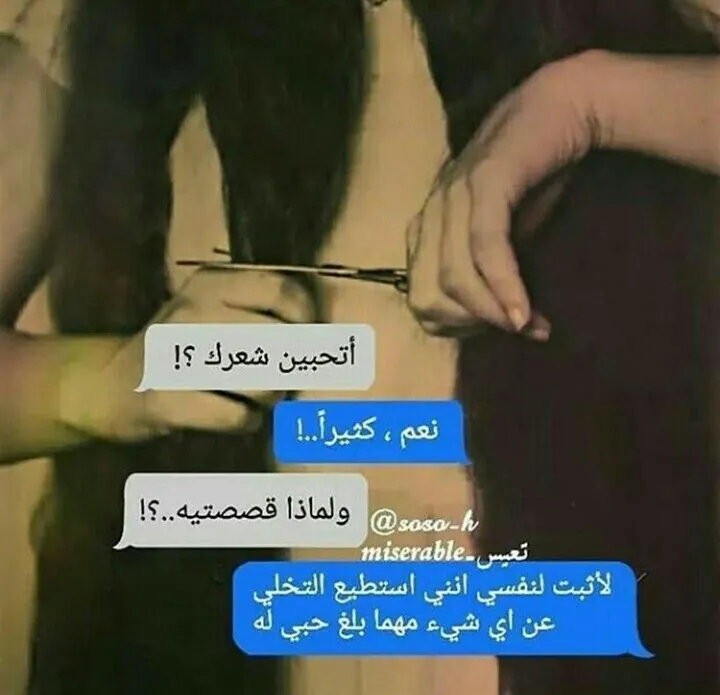 أتحبين شعرك ؟!
نعم ، كثيراً..!
ولماذا قصصتيه..؟!
@soso_h
miserable_تعيس
لأثبت لنفسي انني استطيع التخلي
عن اي شيء مهما بلغ حبي له